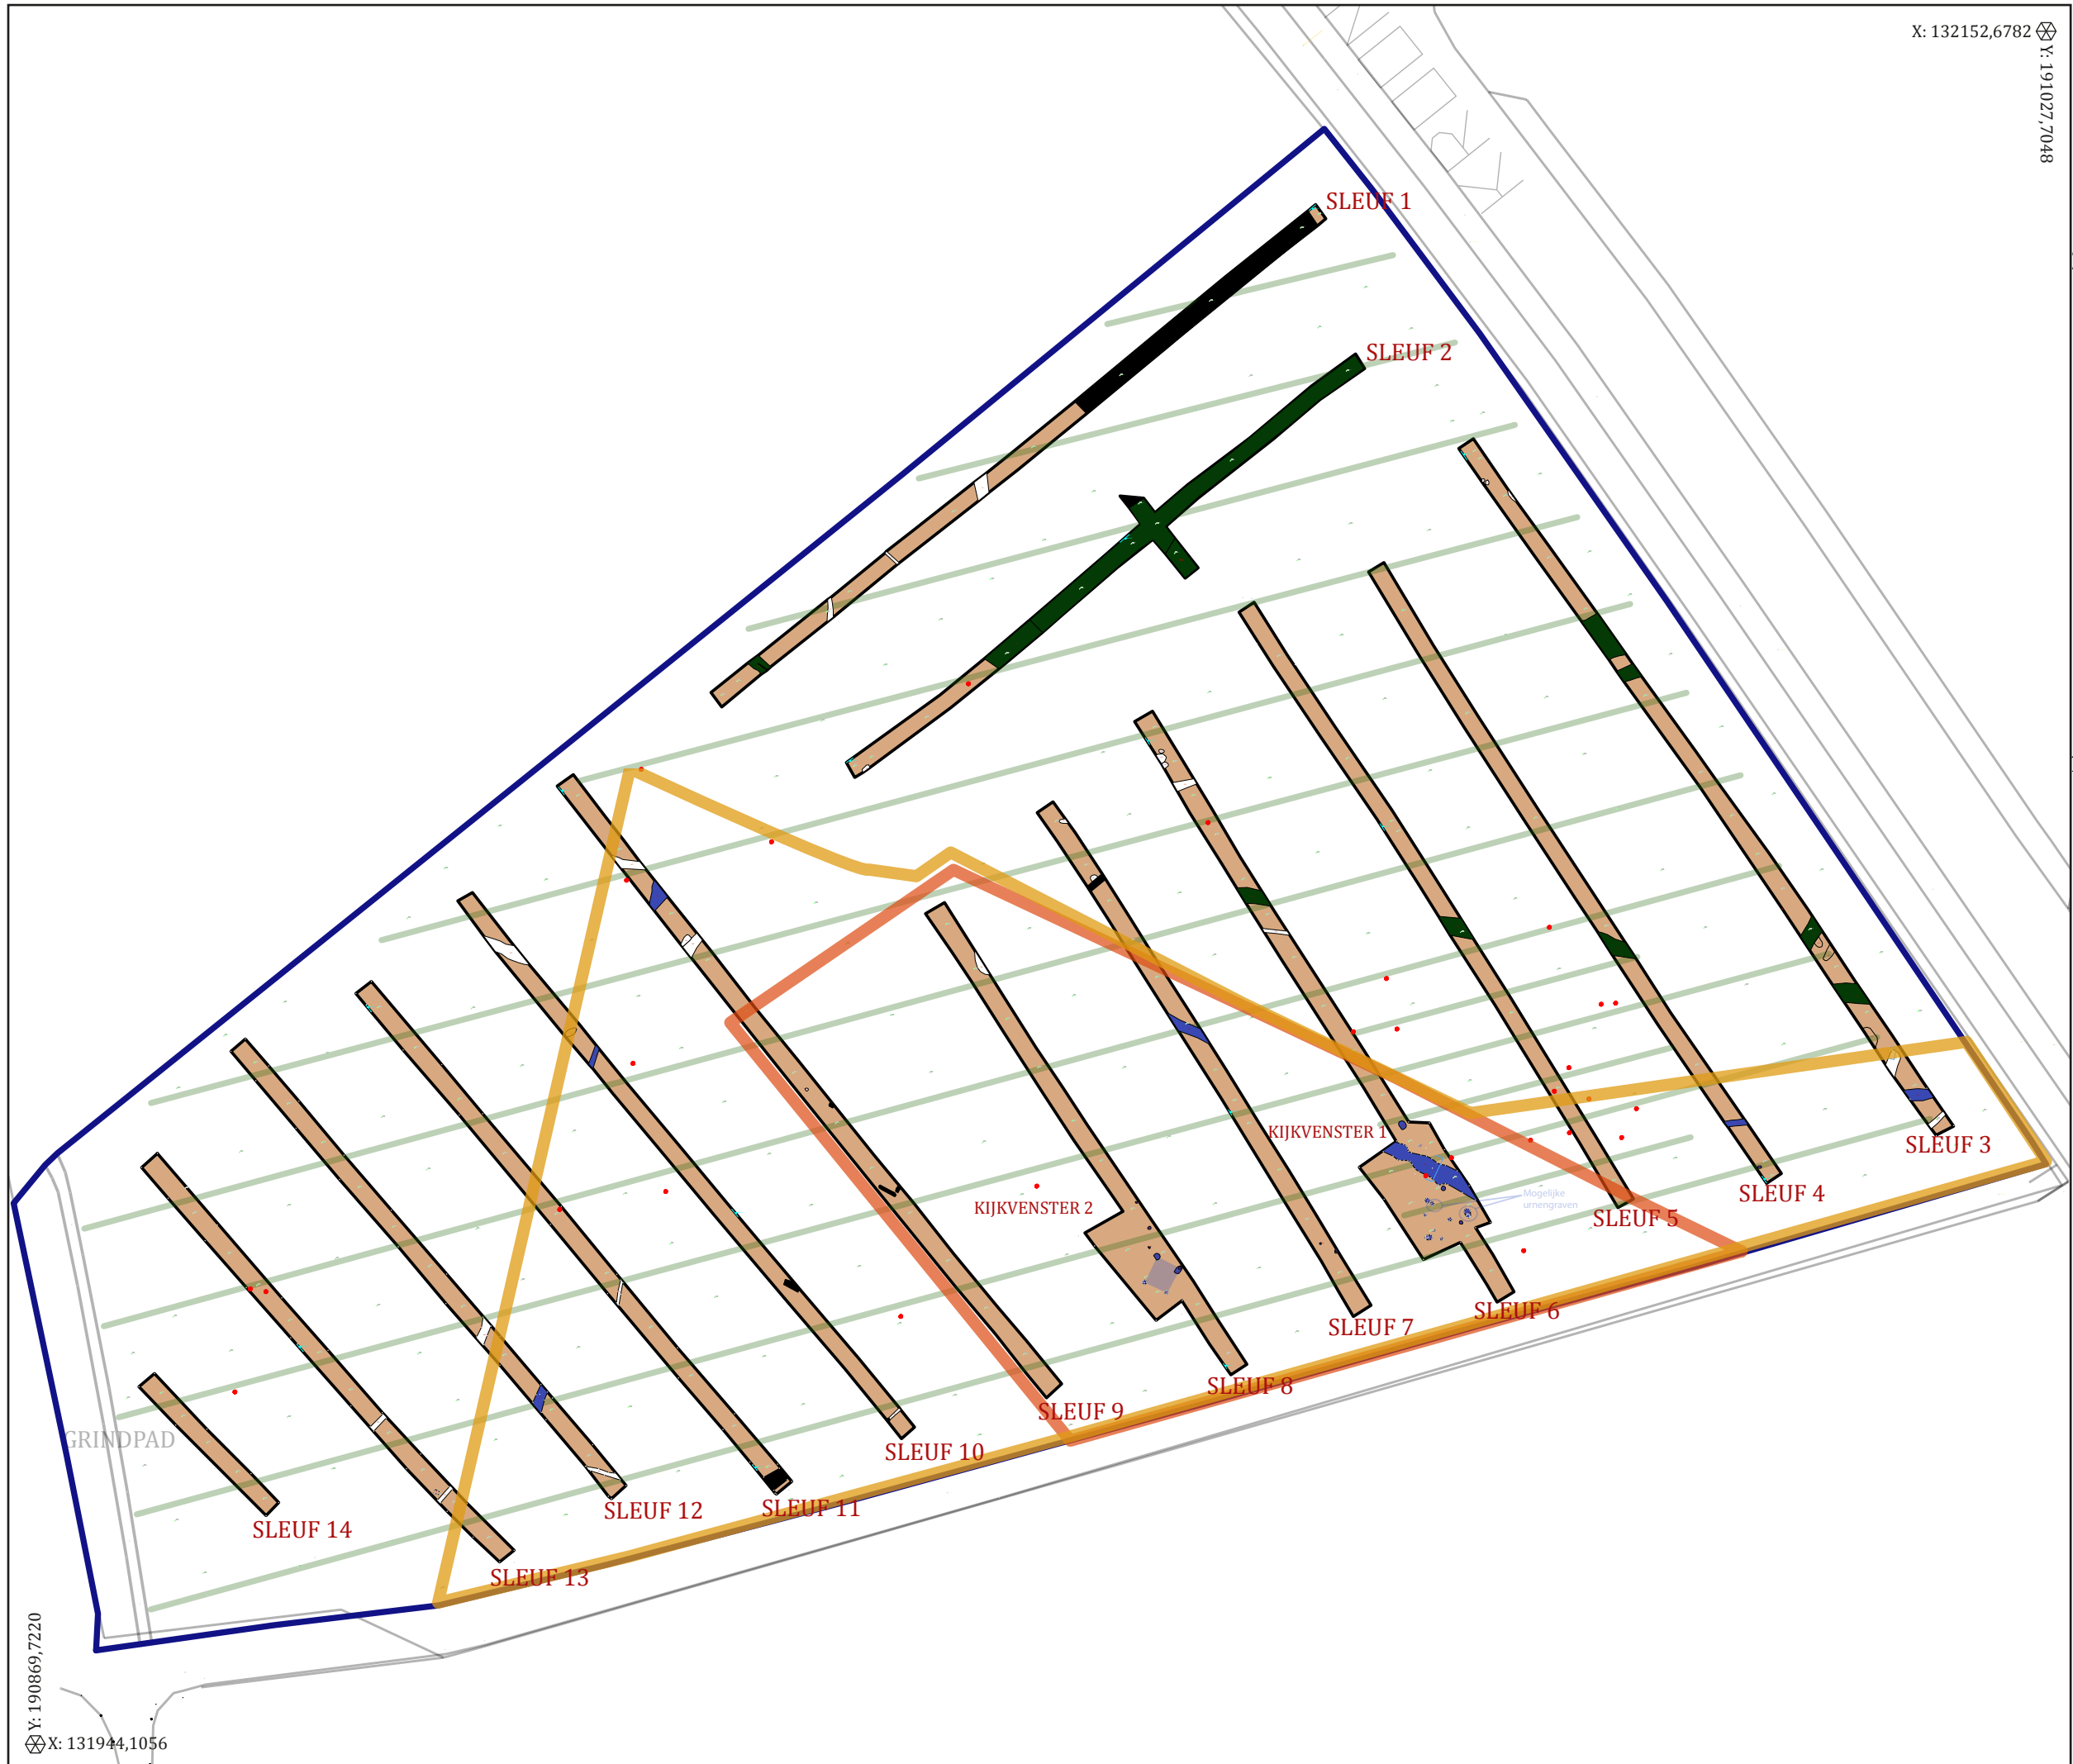 X: 132152,6782
Y: 191027,7048
SLEUF 1
SLEUF 2
SLEUF 3
SLEUF 4
SLEUF 5
SLEUF 6
SLEUF 7
SLEUF 8
SLEUF 9
SLEUF 10
SLEUF 11
SLEUF 12
SLEUF 13
SLEUF 14
KIJKVENSTER 1
KIJKVENSTER 2
Mogelijke
urnengraven
GRINDPAD
Y: 190869,7220
X: 131944,1056